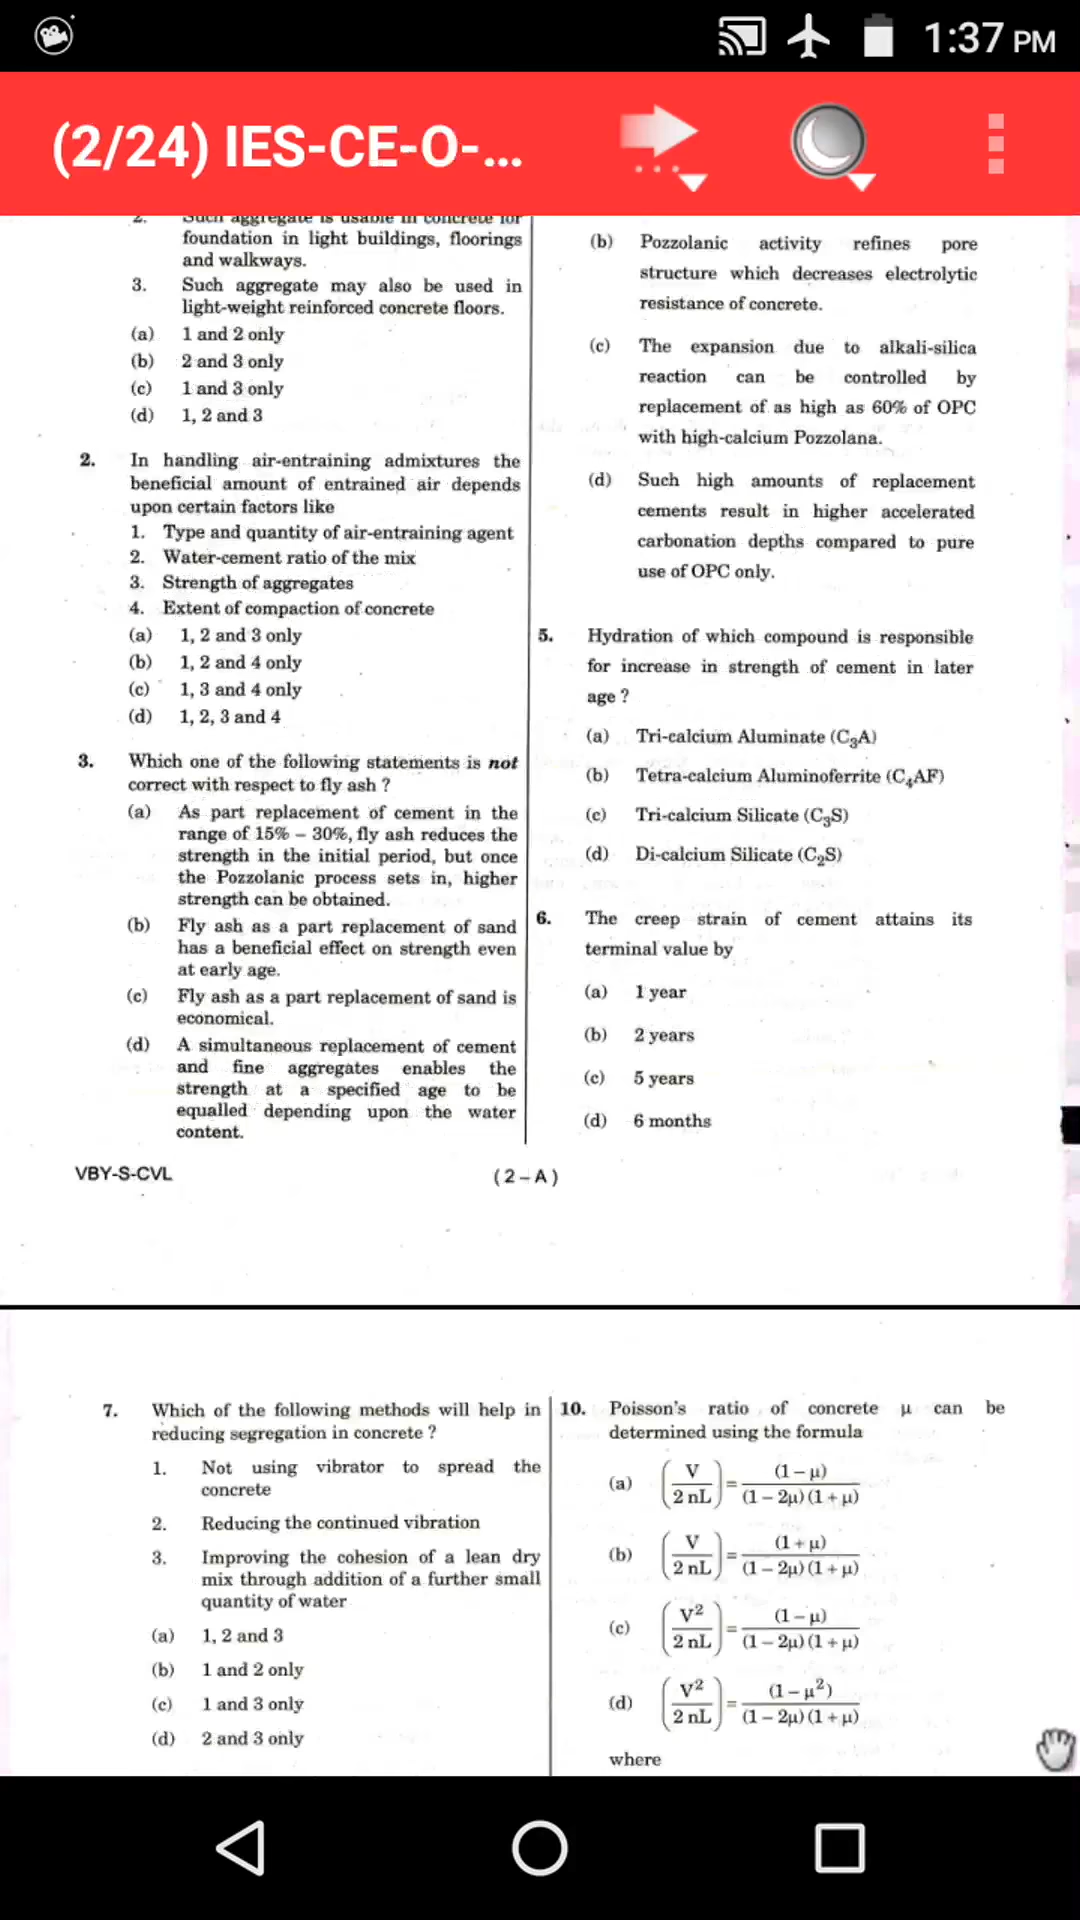 1:37 PM
(2/24) IES-CE-O-...
2. Such aggregate is usable in concrete for
foundation in light buildings, floorings
and walkways.
3. Such aggregate may also be used in
light-weight reinforced concrete floors.
(a) 1 and 2 only
(b) 2 and 3 only
(c) 1 and 3 only
(d) 1, 2 and 3
2. In handling air-entraining admixtures the
beneficial amount of entrained air depends
upon certain factors like
1. Type and quantity of air-entraining agent
2. Water-cement ratio of the mix
3. Strength of aggregates
4. Extent of compaction of concrete
(a) 1, 2 and 3 only
(b) 1, 2 and 4 only
(c) 1, 3 and 4 only
(d) 1, 2, 3 and 4
3. Which one of the following statements is not
correct with respect to fly ash ?
(a) As part replacement of cement in the
range of 15% – 30%, fly ash reduces the
strength in the initial period, but once
the Pozzolanic process sets in, higher
strength can be obtained.
(b) Fly ash as a part replacement of sand
has a beneficial effect on strength even
at early age.
(c) Fly ash as a part replacement of sand is
economical.
(d) A simultaneous replacement of cement
and fine aggregates enables the
strength at a specified age to be
equalled depending upon the water
content.
(b) Pozzolanic activity refines pore
structure which decreases electrolytic
resistance of concrete.
(c) The expansion due to alkali-silica
reaction can be controlled by
replacement of as high as 60% of OPC
with high-calcium Pozzolana.
(d) Such high amounts of replacement
cements result in higher accelerated
carbonation depths compared to pure
use of OPC only.
5. Hydration of which compound is responsible
for increase in strength of cement in later
age ?
(a) Tri-calcium Aluminate (C₃A)
(b) Tetra-calcium Aluminoferrite (C₄AF)
(c) Tri-calcium Silicate (C₃S)
(d) Di-calcium Silicate (C₂S)
6. The creep strain of cement attains its
terminal value by
(a) 1 year
(b) 2 years
(c) 5 years
(d) 6 months
VBY-S-CVL
( 2 – A )
7. Which of the following methods will help in
reducing segregation in concrete ?
1. Not using vibrator to spread the
concrete
2. Reducing the continued vibration
3. Improving the cohesion of a lean dry
mix through addition of a further small
quantity of water
(a) 1, 2 and 3
(b) 1 and 2 only
(c) 1 and 3 only
(d) 2 and 3 only
10. Poisson's ratio of concrete μ can be
determined using the formula
(a) (V / 2 nL) = (1 – μ) / (1 – 2μ) (1 + μ)
(b) (V / 2 nL) = (1 + μ) / (1 – 2μ) (1 + μ)
(c) (V² / 2 nL) = (1 – μ) / (1 – 2μ) (1 + μ)
(d) (V² / 2 nL) = (1 – μ²) / (1 – 2μ) (1 + μ)
where